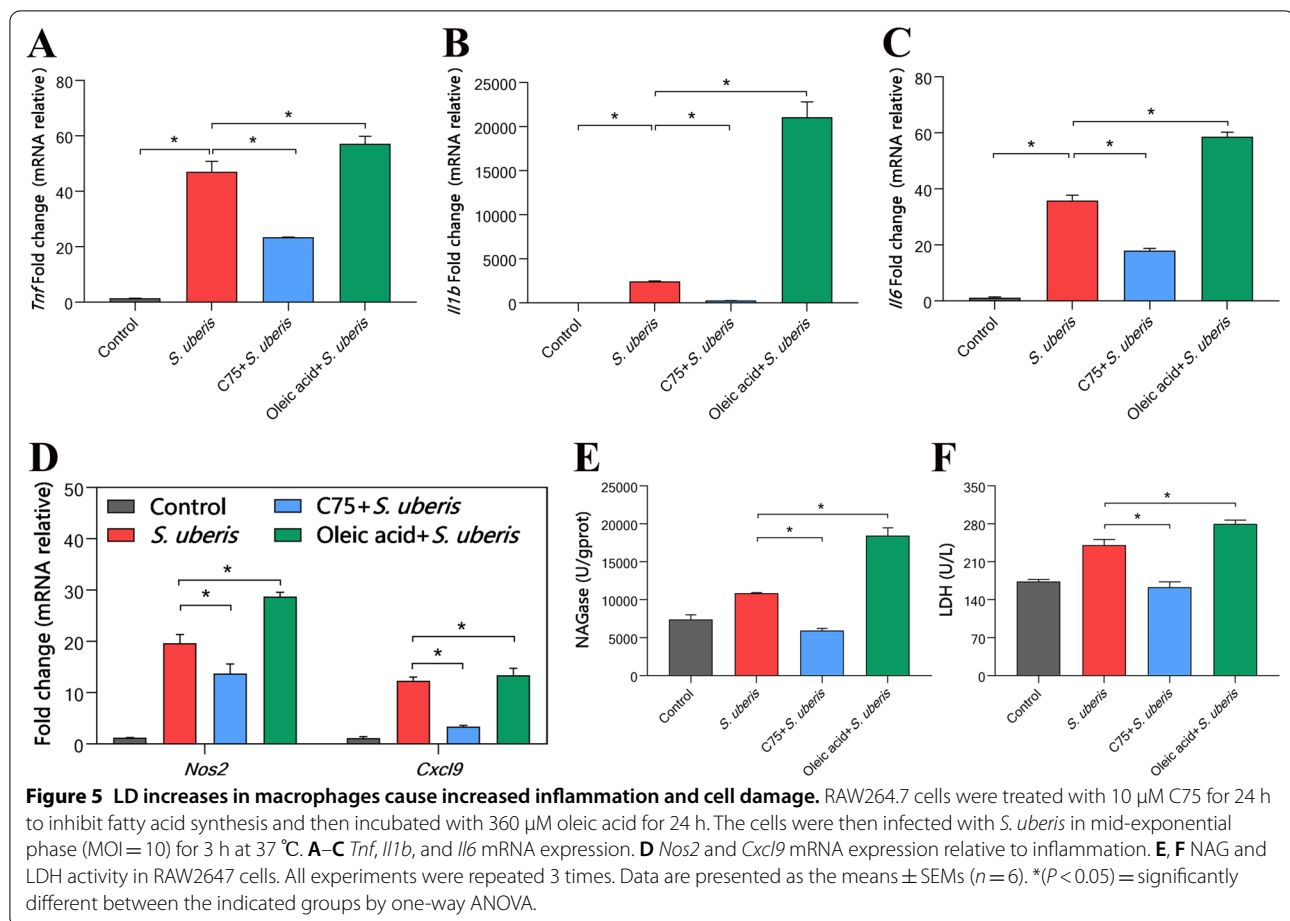 A
Tnf Fold change (mRNA relative)
80
60
40
20
0
*
*
*
Control
S. uberis
C75+S. uberis
Oleic acid+S. uberis
B
Il1b Fold change (mRNA relative)
25000
20000
15000
10000
5000
0
*
*
*
Control
S. uberis
C75+S. uberis
Oleic acid+S. uberis
C
Il6 Fold change (mRNA relative)
80
60
40
20
0
*
*
*
Control
S. uberis
C75+S. uberis
Oleic acid+S. uberis
D
Fold change (mRNA relative)
50
40
30
20
10
0
Control
S. uberis
C75+S. uberis
Oleic acid+S. uberis
*
*
*
*
Nos2
Cxcl9
E
NAGase (U/gprot)
25000
20000
15000
10000
5000
0
*
*
Control
S. uberis
C75+S. uberis
Oleic acid+S. uberis
F
LDH (U/L)
350
280
210
140
70
0
*
*
Control
S. uberis
C75+S. uberis
Oleic acid+S. uberis
Figure 5 LD increases in macrophages cause increased inflammation and cell damage. RAW264.7 cells were treated with 10 μM C75 for 24 h
to inhibit fatty acid synthesis and then incubated with 360 μM oleic acid for 24 h. The cells were then infected with S. uberis in mid-exponential
phase (MOI = 10) for 3 h at 37 ℃. A–C Tnf, Il1b, and Il6 mRNA expression. D Nos2 and Cxcl9 mRNA expression relative to inflammation. E, F NAG and
LDH activity in RAW2647 cells. All experiments were repeated 3 times. Data are presented as the means ± SEMs (n = 6). *(P < 0.05) = significantly
different between the indicated groups by one-way ANOVA.